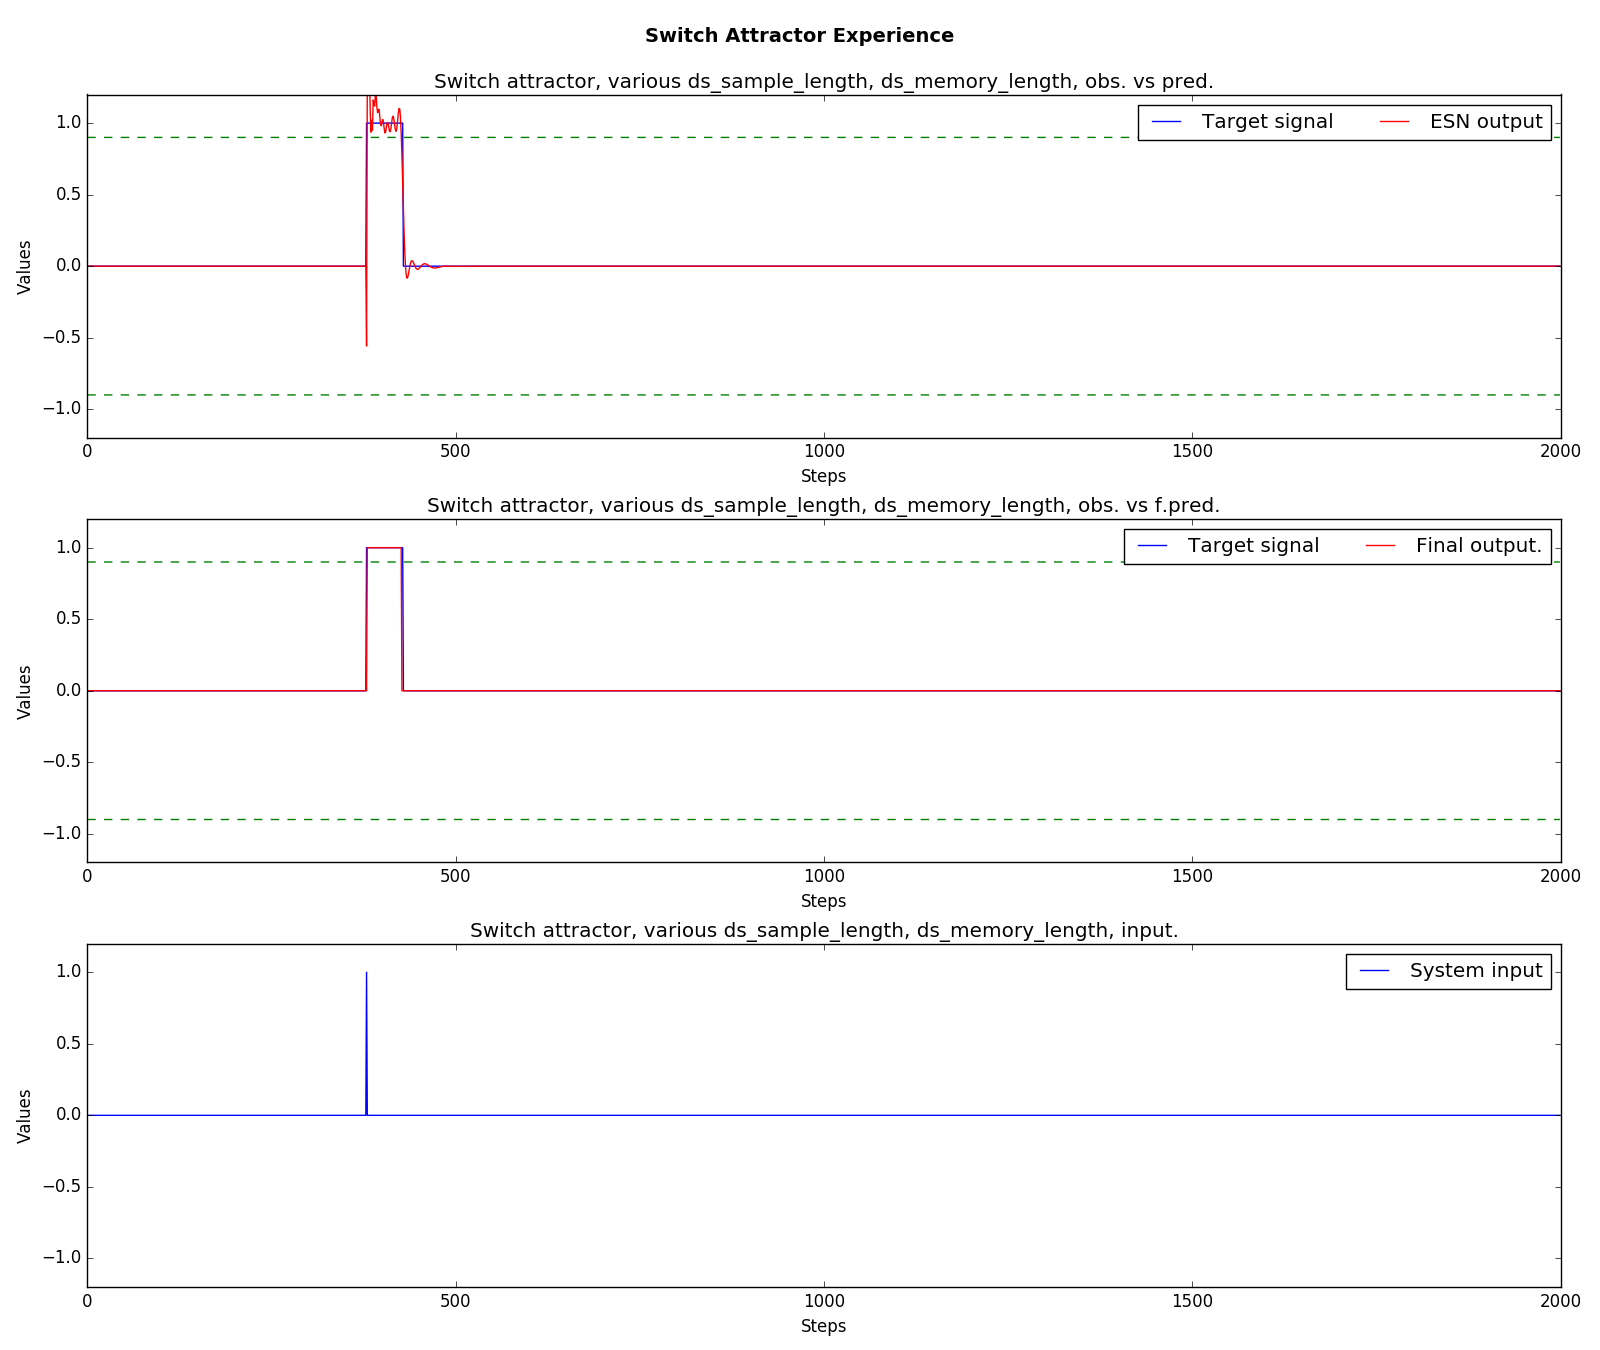 Switch Attractor Experience
Switch attractor, various ds_sample_length, ds_memory_length, obs. vs pred.
Target signal ESN output
1.0
0.5
0.0
−0.5
−1.0
Values
0 500 1000 1500 2000
Steps
Switch attractor, various ds_sample_length, ds_memory_length, obs. vs f.pred.
Target signal Final output.
1.0
0.5
0.0
−0.5
−1.0
Values
0 500 1000 1500 2000
Steps
Switch attractor, various ds_sample_length, ds_memory_length, input.
System input
1.0
0.5
0.0
−0.5
−1.0
Values
0 500 1000 1500 2000
Steps